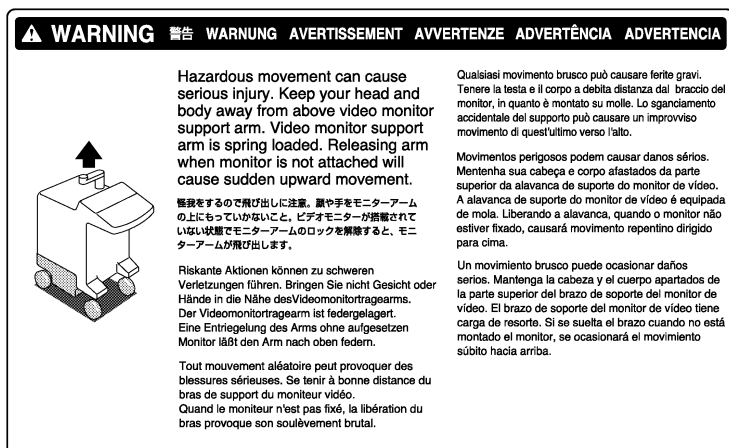 WARNING 警告 WARNUNG AVERTISSEMENT AVVERTENZE ADVERTÊNCIA ADVERTENCIA
Hazardous movement can cause
serious injury. Keep your head and
body away from above video monitor
support arm. Video monitor support
arm is spring loaded. Releasing arm
when monitor is not attached will
cause sudden upward movement.
怪我をするので飛び出しに注意。顔や手をモニターアーム
の上にもっていかないこと。ビデオモニターが搭載されて
いない状態でモニターアームのロックを解除すると、モニ
ターアームが飛び出します。
Riskante Aktionen können zu schweren
Verletzungen führen. Bringen Sie nicht Gesicht oder
Hände in die Nähe desVideomonitortragearms.
Der Videomonitortragearm ist federgelagert.
Eine Entriegelung des Arms ohne aufgesetzen
Monitor läßt den Arm nach oben federn.
Tout mouvement aléatoire peut provoquer des
blessures sérieuses. Se tenir à bonne distance du
bras de support du moniteur vidéo.
Quand le moniteur n'est pas fixé, la libération du
bras provoque son soulèvement brutal.
Qualsiasi movimento brusco può causare ferite gravi.
Tenere la testa e il corpo a debita distanza dal braccio del
monitor, in quanto è montato su molle. Lo sganciamento
accidentale del supporto può causare un improvviso
movimento di quest'ultimo verso l'alto.
Movimentos perigosos podem causar danos sérios.
Mentenha sua cabeça e corpo afastados da parte
superior da alavanca de suporte do monitor de vídeo.
A alavanca de suporte do monitor de vídeo é equipada
de mola. Liberando a alavanca, quando o monitor não
estiver fixado, causará movimento repentino dirigido
para cima.
Un movimiento brusco puede ocasionar daños
serios. Mantenga la cabeza y el cuerpo apartados de
la parte superior del brazo de soporte del monitor de
vídeo. El brazo de soporte del monitor de vídeo tiene
carga de resorte. Si se suelta el brazo cuando no está
montado el monitor, se ocasionará el movimiento
súbito hacia arriba.